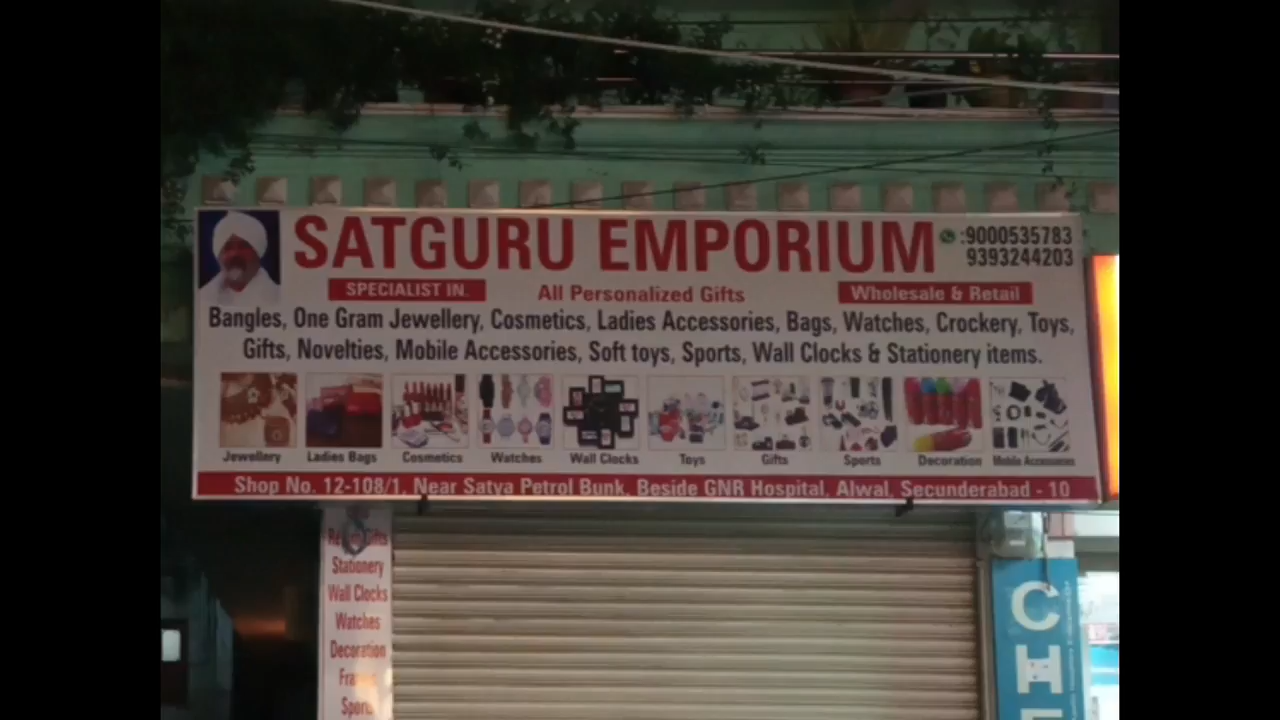 SATGURU EMPORIUM
:9000535783
9393244203
SPECIALIST IN.
All Personalized Gifts
Wholesale & Retail
Bangles, One Gram Jewellery, Cosmetics, Ladies Accessories, Bags, Watches, Crockery, Toys,
Gifts, Novelties, Mobile Accessories, Soft toys, Sports, Wall Clocks & Stationery items.
Jewellery Ladies Bags Cosmetics Watches Wall Clocks Toys Gifts Sports Decoration Mobile Accessories
Shop No. 12-108/1, Near Satya Petrol Bunk, Beside GNR Hospital, Alwal, Secunderabad - 10
Gifts
Stationery
Wall Clocks
Watches
Decoration
C
H